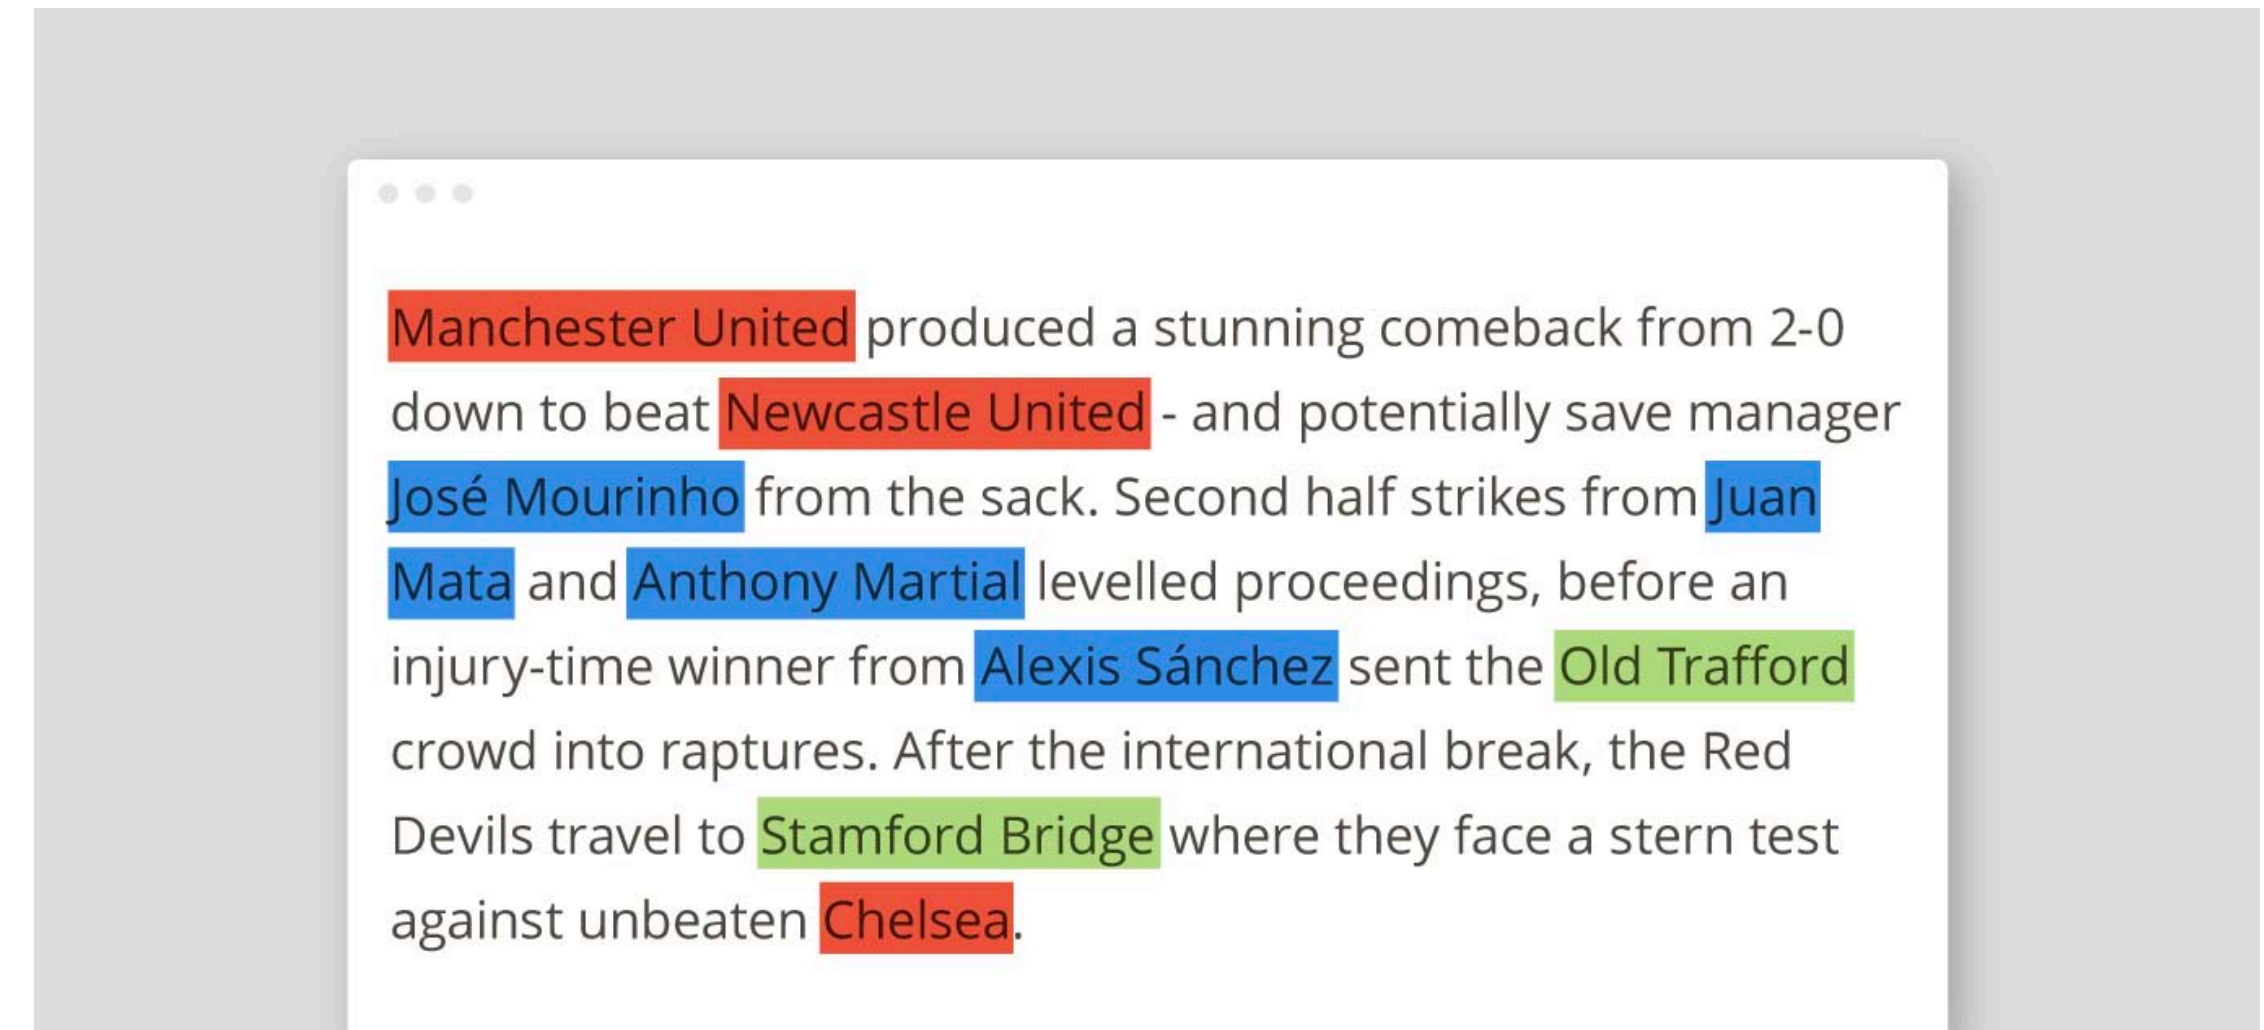 Manchester United produced a stunning comeback from 2-0
down to beat Newcastle United - and potentially save manager
José Mourinho from the sack. Second half strikes from Juan
Mata and Anthony Martial levelled proceedings, before an
injury-time winner from Alexis Sánchez sent the Old Trafford
crowd into raptures. After the international break, the Red
Devils travel to Stamford Bridge where they face a stern test
against unbeaten Chelsea.